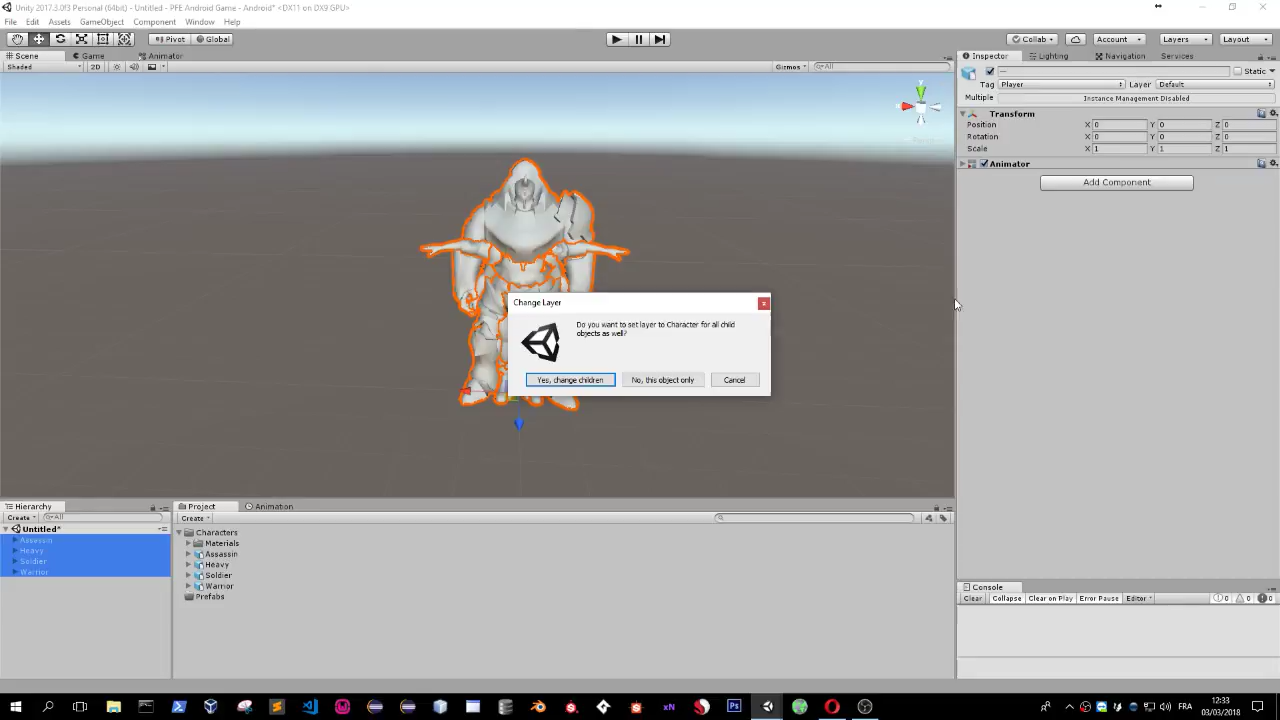 Unity 2017.3.0f3 Personal (64bit) - Untitled - PFE Android Game - Android* <DX11 on DX9 GPU>
File Edit Assets GameObject Component Window Help
Pivot Global Collab Account Layers Layout
Scene Game Animator
Shaded 2D Gizmos All
Inspector Lighting Navigation Services
— Static
Tag Player Layer Default
Multiple Instance Management Disabled
Transform
Position X 0 Y 0 Z 0
Rotation X 0 Y 0 Z 0
Scale X 1 Y 1 Z 1
Animator
Add Component
y
Change Layer
Do you want to set layer to Character for all child
objects as well?
Yes, change children No, this object only Cancel
Hierarchy
Create All
Untitled*
Assassin
Heavy
Soldier
Warrior
Project Animation
Create
Characters
Materials
Assassin
Heavy
Soldier
Warrior
Prefabs
Console
Clear Collapse Clear on Play Error Pause Editor 0 0 0
Ps xN FRA 12:33
03/03/2018